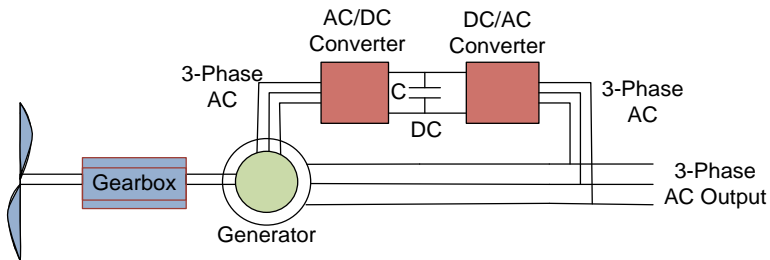 AC/DC
Converter
DC/AC
Converter
3-Phase
AC
C
DC
3-Phase
AC
Gearbox
Generator
3-Phase
AC Output